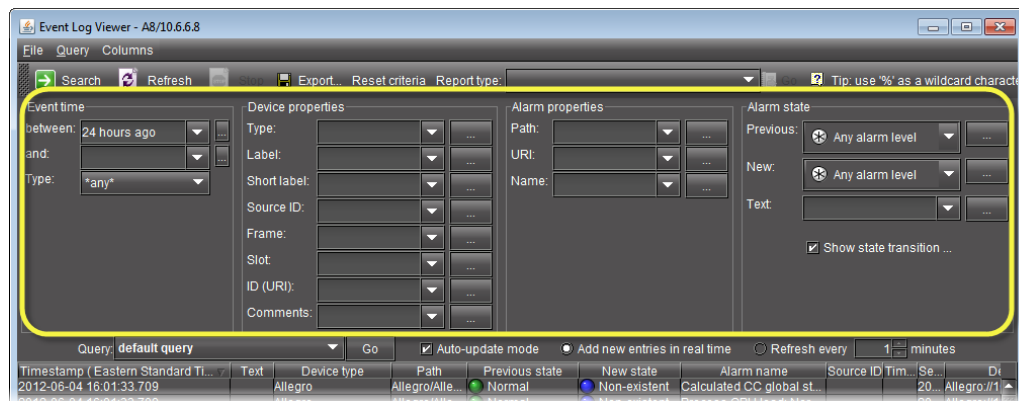 Event Log Viewer - A8/10.6.6.8
File Query Columns
Search Refresh Stop Export... Reset criteria Report type: Go Tip: use '%' as a wildcard characte
Event time Device properties Alarm properties Alarm state
between: 24 hours ago ... Type: ... Path: ... Previous: Any alarm level ...
and: ... Label: ... URI: ... New: Any alarm level ...
Type: *any* Short label: ... Name: ... Text: ...
Source ID: ...
Frame: ... Show state transition ...
Slot: ...
ID (URI): ...
Comments: ...
Query: default query Go Auto-update mode Add new entries in real time Refresh every 1 minutes
Timestamp ( Eastern Standard Ti... Text Device type Path Previous state New state Alarm name Source ID Tim... Se... De
2012-06-04 16:01:33.709 Allegro Allegro/Alle... Normal Non-existent Calculated CC global st... 20... Allegro://1